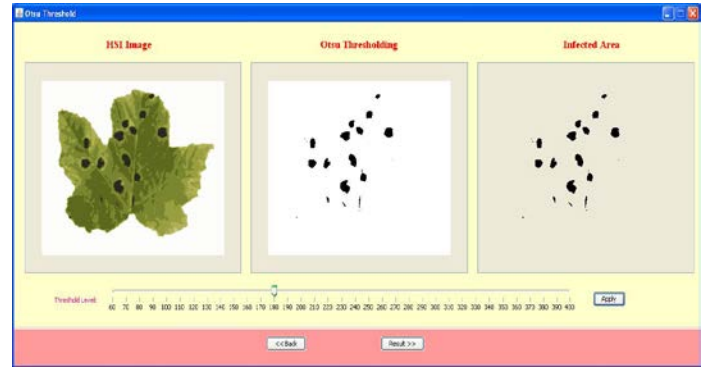 Otsu Threshold
HSI Image
Otsu Thresholding
Infected Area
Threshold Level:
60 70 80 90 100 110 120 130 140 150 160 170 180 190 200 210 220 230 240 250 260 270 280 290 300 310 320 330 340 350 360 370 380 390 400
Apply
<<Back
Result >>